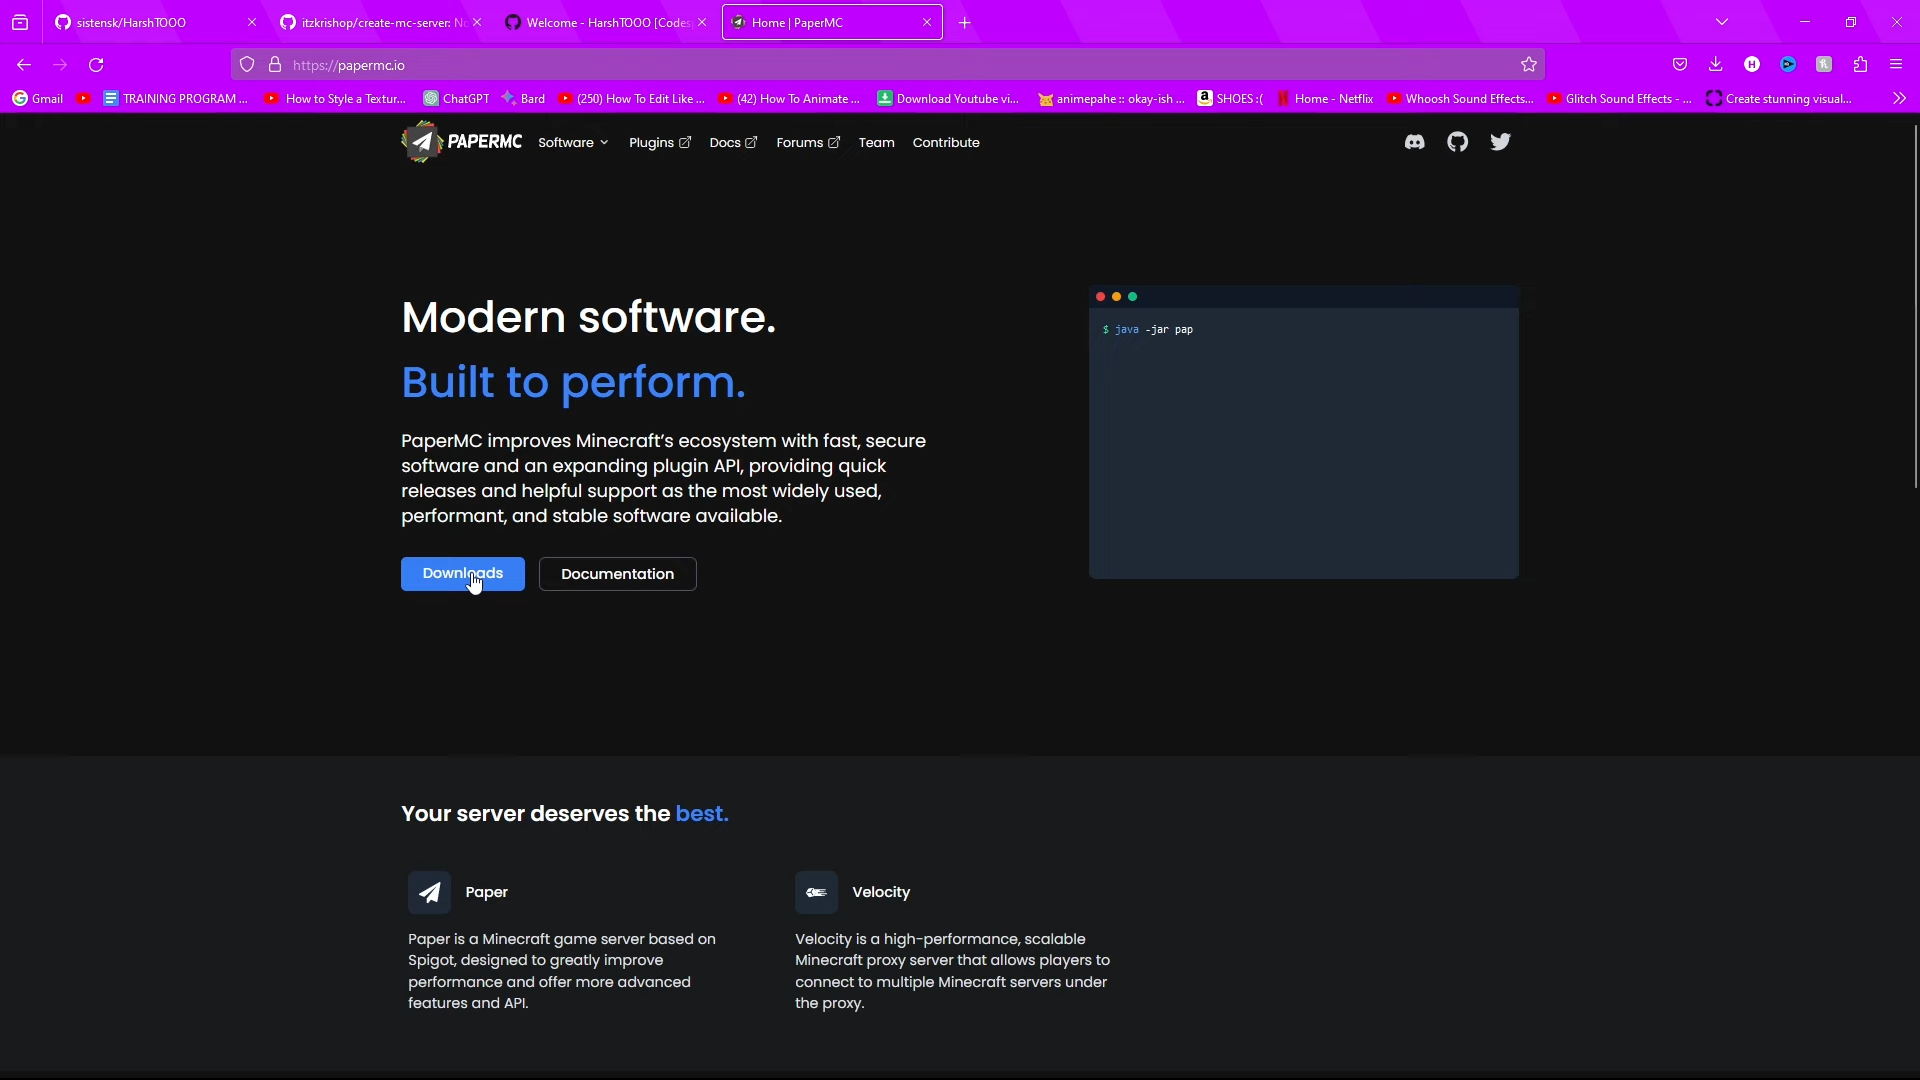 sistensk/HarshTOOO
itzkrishop/create-mc-server: No
Welcome - HarshTOOO [Codes
Home | PaperMC
https://papermc.io
Gmail
TRAINING PROGRAM ...
How to Style a Textur...
ChatGPT
Bard
(250) How To Edit Like ...
(42) How To Animate ...
Download Youtube vi...
animepahe :: okay-ish ...
SHOES :(
Home - Netflix
Whoosh Sound Effects...
Glitch Sound Effects - ...
Create stunning visual...
PAPERMC
Software
Plugins
Docs
Forums
Team
Contribute
Modern software.
Built to perform.
PaperMC improves Minecraft's ecosystem with fast, secure
software and an expanding plugin API, providing quick
releases and helpful support as the most widely used,
performant, and stable software available.
Downloads
Documentation
$ java -jar pap
Your server deserves the best.
Paper
Paper is a Minecraft game server based on
Spigot, designed to greatly improve
performance and offer more advanced
features and API.
Velocity
Velocity is a high-performance, scalable
Minecraft proxy server that allows players to
connect to multiple Minecraft servers under
the proxy.